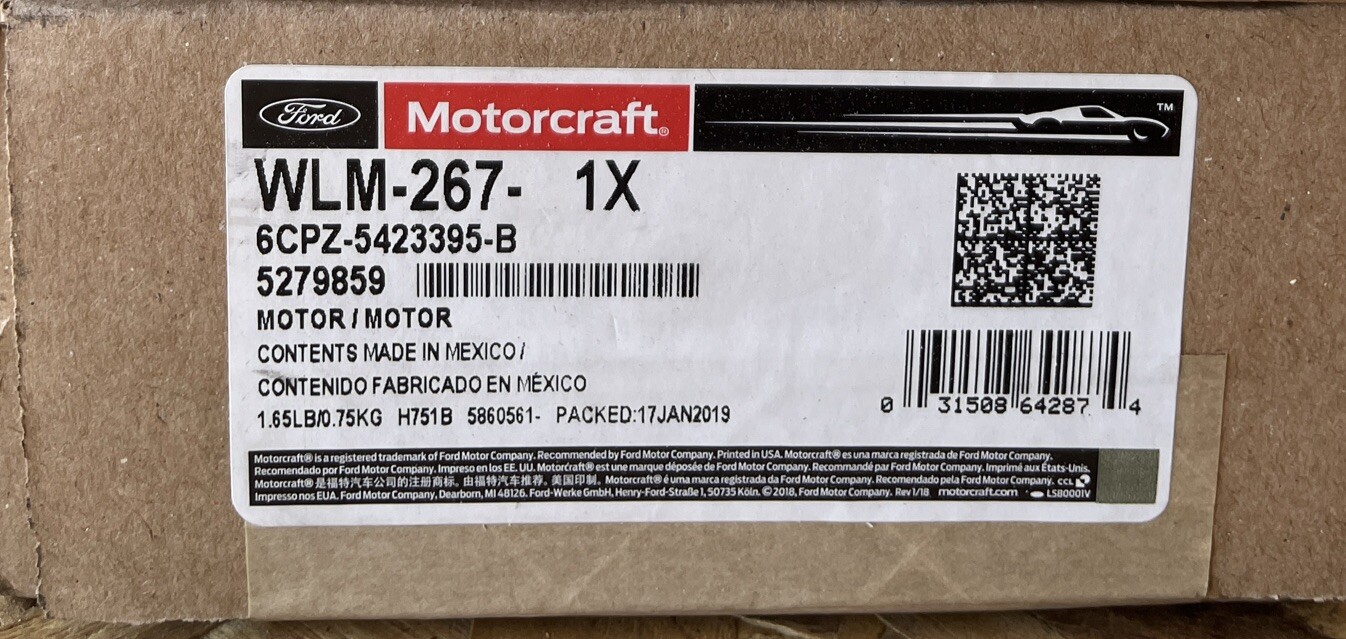 Ford Motorcraft® TM
WLM-267- 1X
6CPZ-5423395-B
5279859
MOTOR / MOTOR
CONTENTS MADE IN MEXICO /
CONTENIDO FABRICADO EN MÉXICO
1.65LB/0.75KG H751B 5860561- PACKED:17JAN2019
0 31508 64287 4
Motorcraft® is a registered trademark of Ford Motor Company. Recommended by Ford Motor Company. Printed in USA. Motorcraft® es una marca registrada de Ford Motor Company.
Recomendado por Ford Motor Company. Impreso en los EE. UU. Motorcraft® est une marque déposée de Ford Motor Company. Recommandé par Ford Motor Company. Imprimé aux États-Unis.
Motorcraft® 是福特汽车公司的注册商标。由福特汽车推荐。美国印制。Motorcraft® é uma marca registrada da Ford Motor Company. Recomendado pela Ford Motor Company. CCL
Impresso nos EUA. Ford Motor Company, Dearborn, MI 48126. Ford-Werke GmbH, Henry-Ford-Straße 1, 50735 Köln. © 2018, Ford Motor Company. Rev 1/18 motorcraft.com LSB0001V